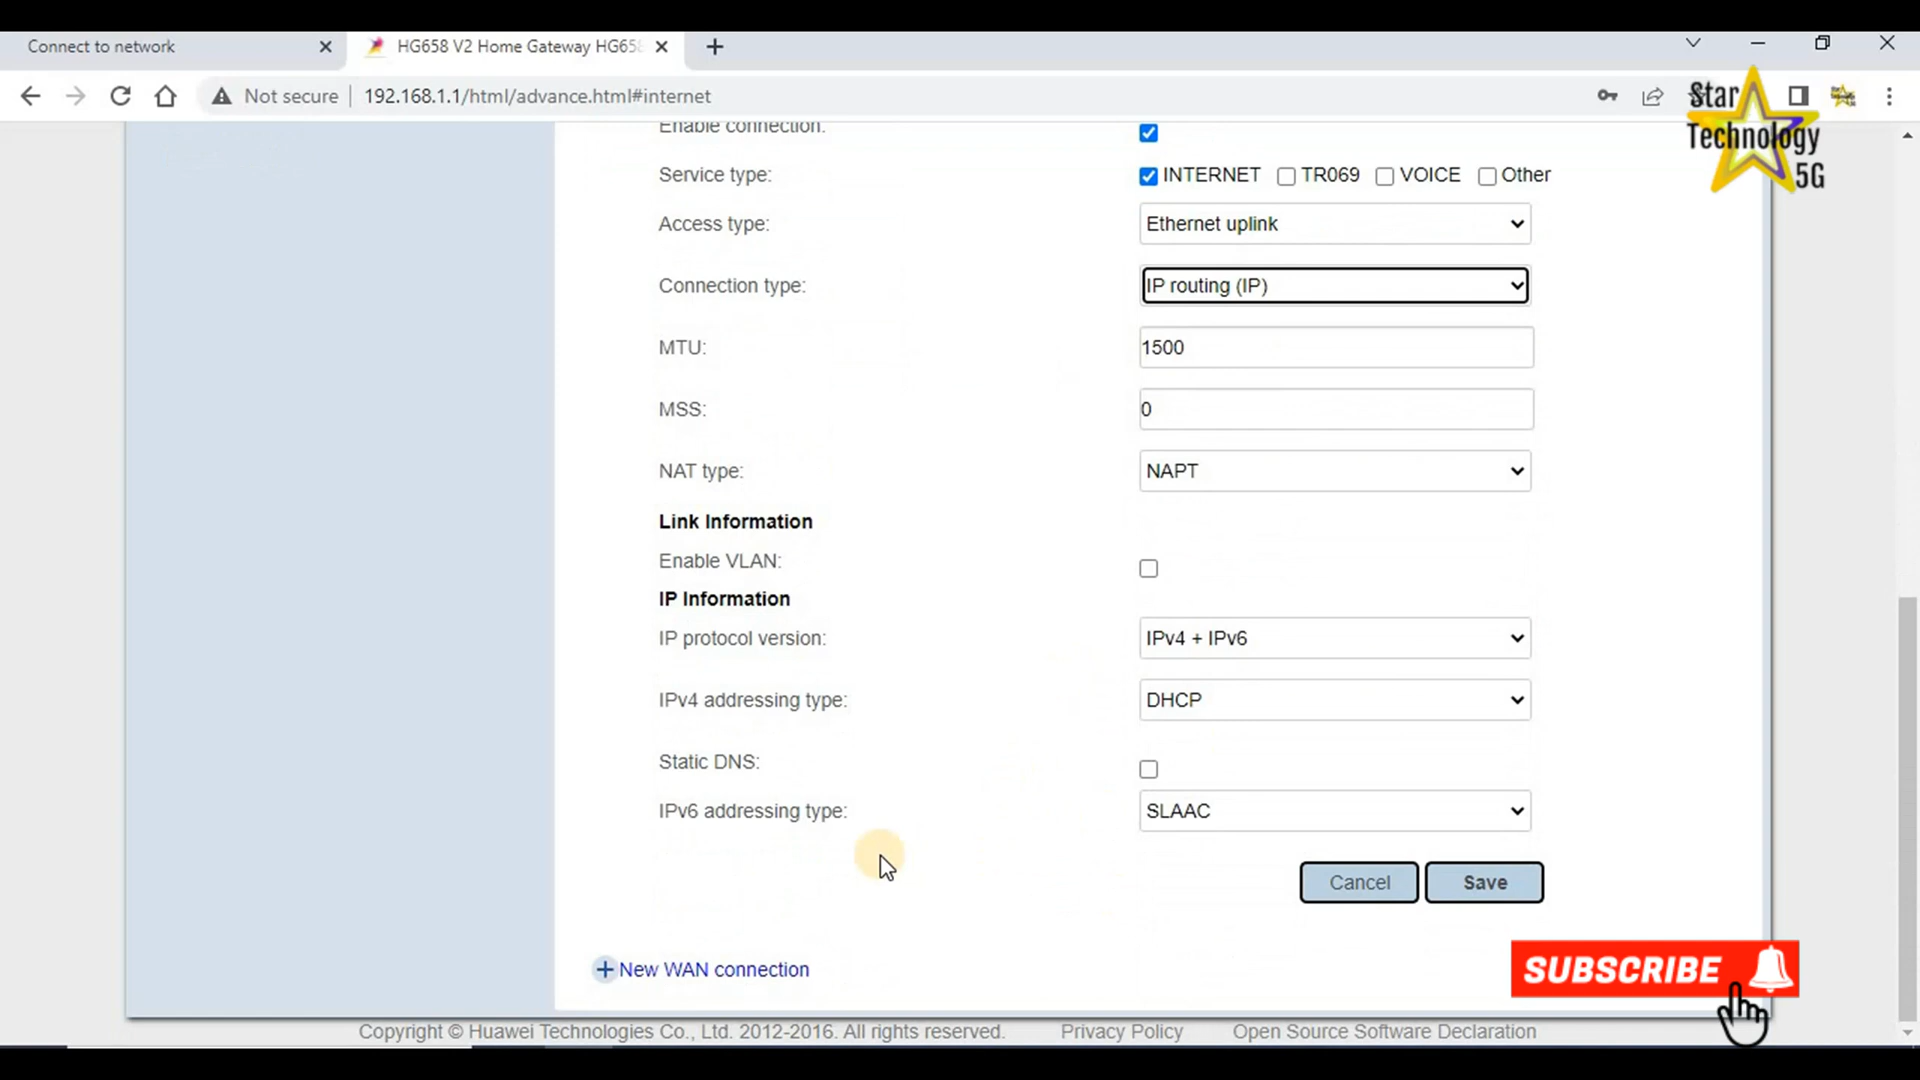 Connect to network
HG658 V2 Home Gateway HG658
Not secure
192.168.1.1/html/advance.html#internet
Star
Technology
5G
Enable connection:
Service type: INTERNET TR069 VOICE Other
Access type: Ethernet uplink
Connection type: IP routing (IP)
MTU: 1500
MSS: 0
NAT type: NAPT
Link Information
Enable VLAN:
IP Information
IP protocol version: IPv4 + IPv6
IPv4 addressing type: DHCP
Static DNS:
IPv6 addressing type: SLAAC
Cancel Save
New WAN connection
SUBSCRIBE
Copyright © Huawei Technologies Co., Ltd. 2012-2016. All rights reserved. Privacy Policy Open Source Software Declaration